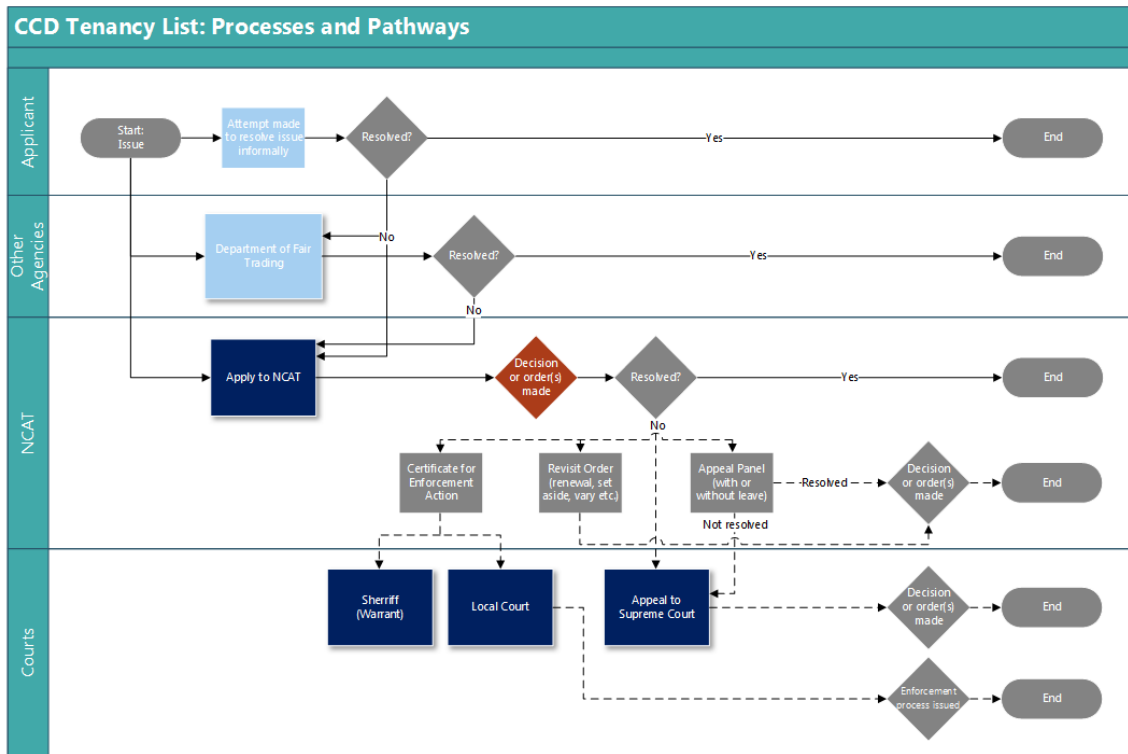 CCD Tenancy List: Processes and Pathways
Applicant
Start:
Issue
Attempt made
to resolve issue
informally
Resolved?
Yes
End
Other
Agencies
Department of Fair
Trading
No
Resolved?
Yes
End
No
NCAT
Apply to NCAT
Decision
or order(s)
made
Resolved?
Yes
End
No
Certificate for
Enforcement
Action
Revisit Order
(renewal, set
aside, vary etc.)
Appeal Panel
(with or
without leave)
Resolved
Decision
or order(s)
made
End
Not resolved
Courts
Sherriff
(Warrant)
Local Court
Appeal to
Supreme Court
Decision
or order(s)
made
End
Enforcement
process issued
End